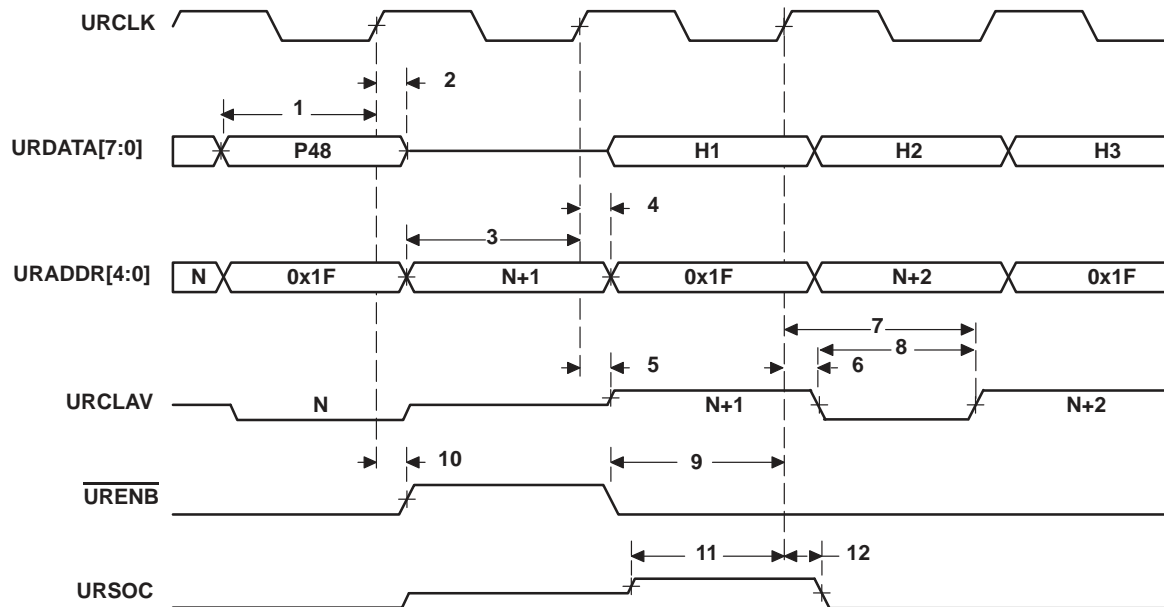 URCLK
2
1
URDATA[7:0] P48 H1 H2 H3
4
3
URADDR[4:0] N 0x1F N+1 0x1F N+2 0x1F
7
8
5 6
URCLAV N N+1 N+2
10 9
URENB
11 12
URSOC